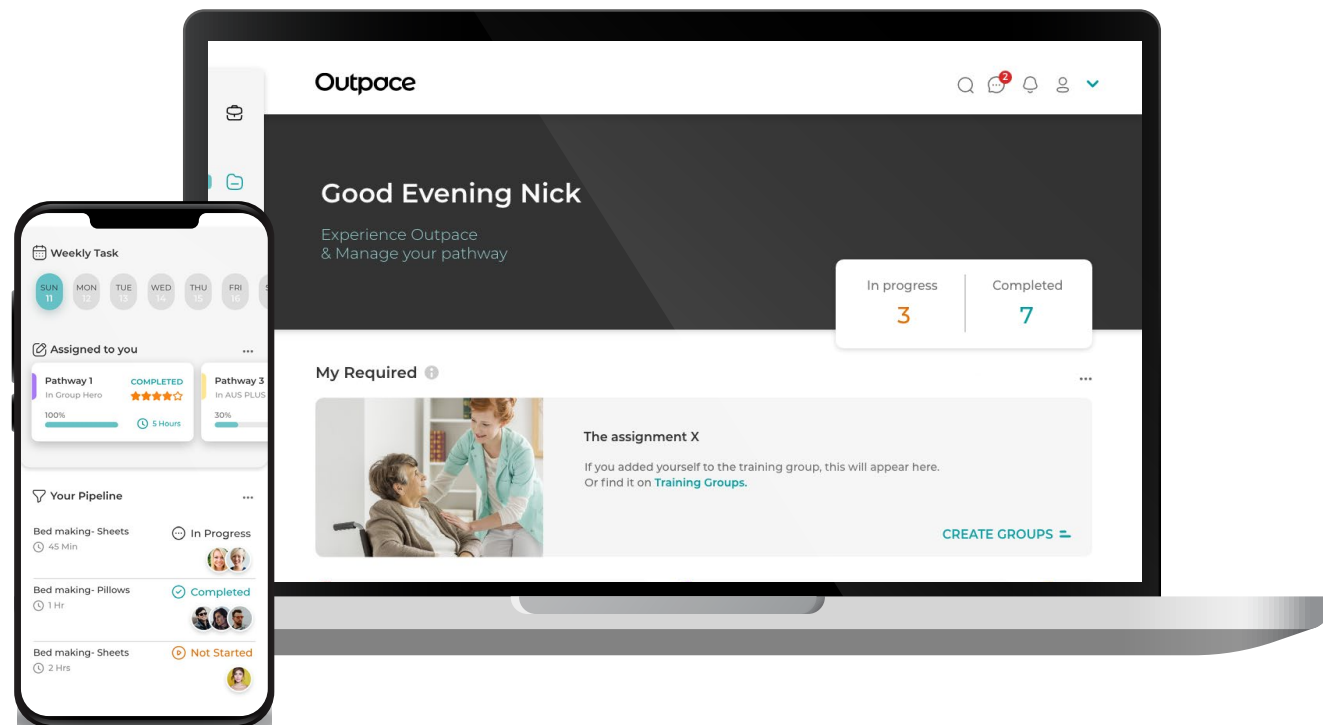 Outpace
2
Good Evening Nick
Experience Outpace
& Manage your pathway
In progress
Completed
3
7
My Required
The assignment X
If you added yourself to the training group, this will appear here.
Or find it on Training Groups.
CREATE GROUPS
Weekly Task
SUN MON TUE WED THU FRI S
11 12 13 14 15 16
Assigned to you
Pathway 1 COMPLETED
In Group Hero
100%
5 Hours
Pathway 3
In AUS PLUS
30%
Your Pipeline
Bed making- Sheets In Progress
45 Min
Bed making- Pillows Completed
1 Hr
Bed making- Sheets Not Started
2 Hrs